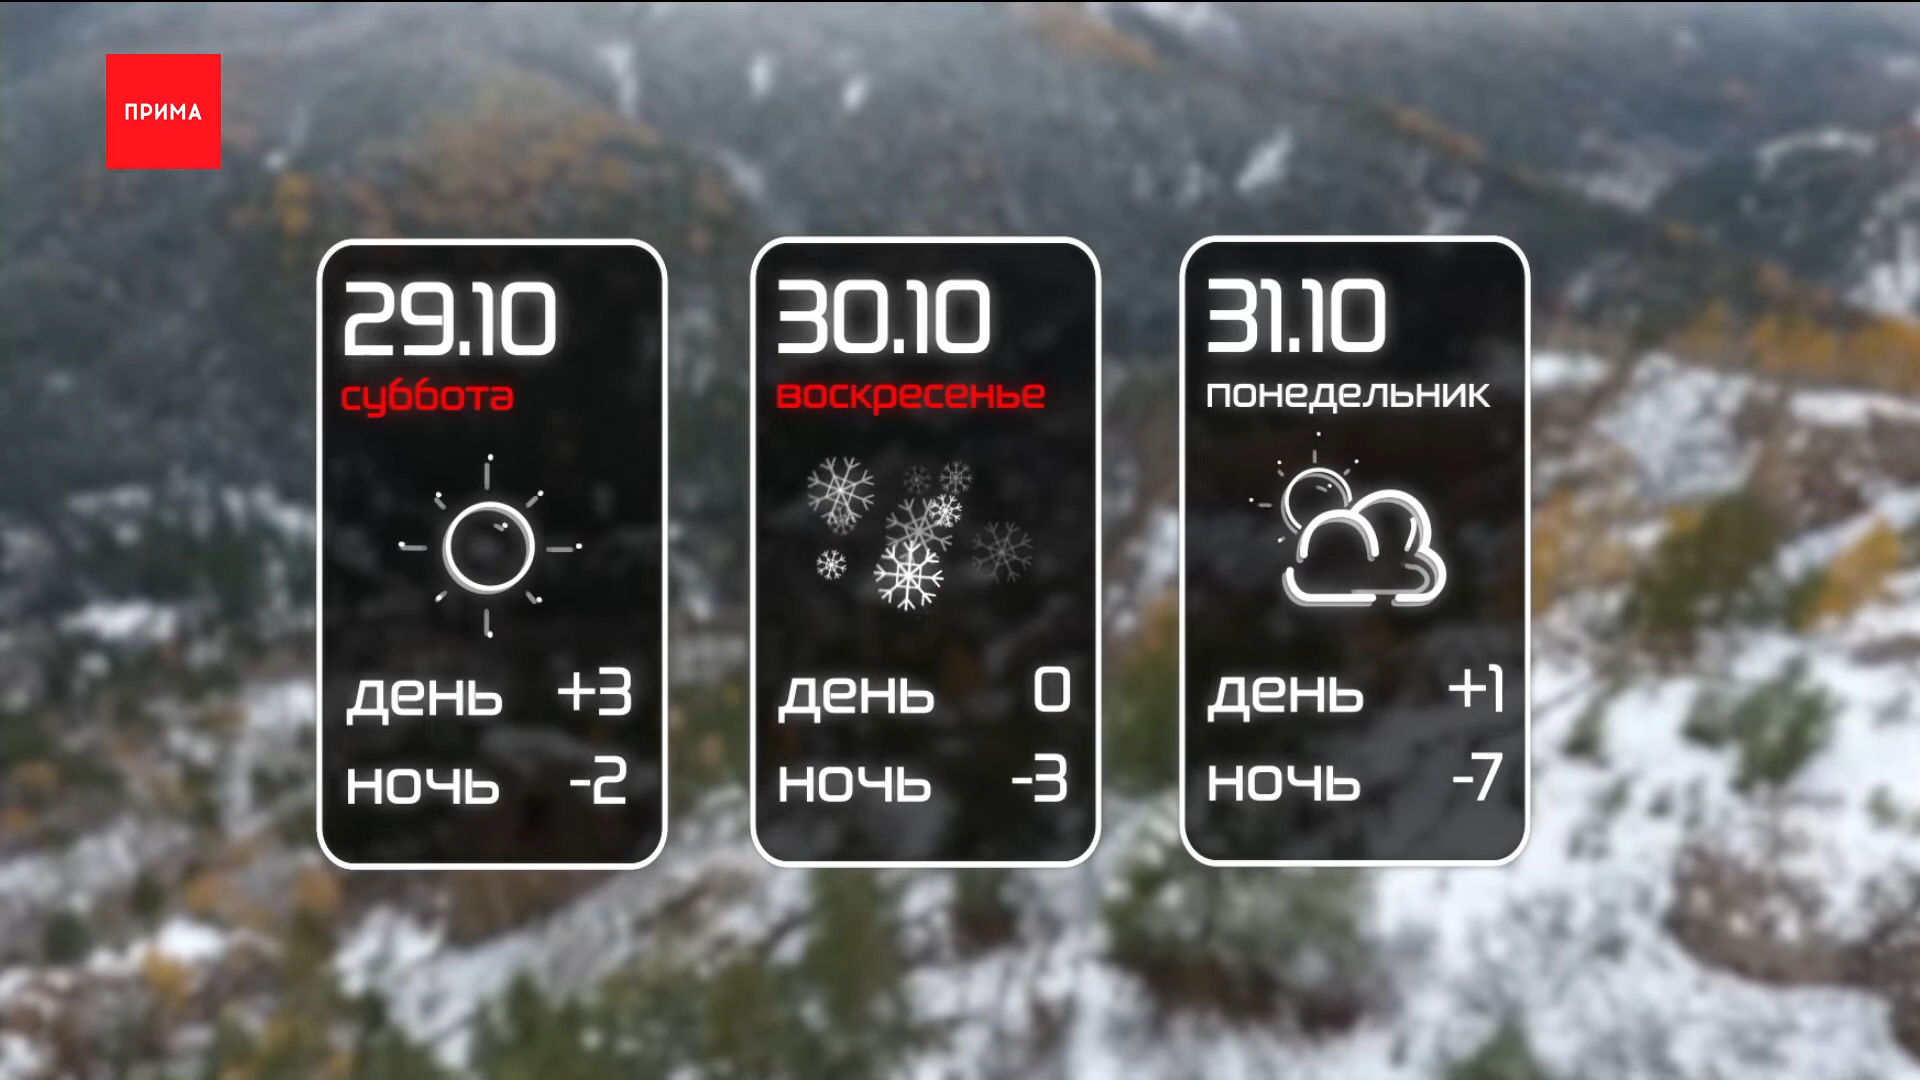 ПРИМА
29.10
суббота
день +3
ночь -2
30.10
воскресенье
день 0
ночь -3
31.10
понедельник
день +1
ночь -7